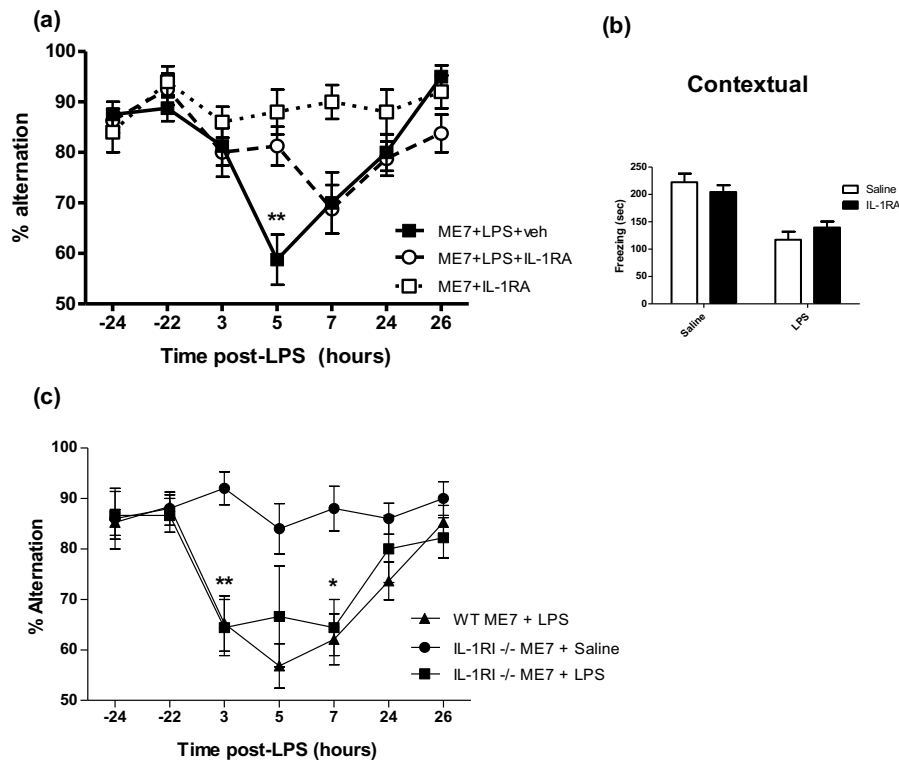 (a)
100
90
80
70
60
50
% alternation
**
ME7+LPS+veh
ME7+LPS+IL-1RA
ME7+IL-1RA
-24 -22 3 5 7 24 26
Time post-LPS (hours)
(b)
Contextual
250
200
150
100
50
0
Freezing (sec)
Saline
IL-1RA
Saline LPS
(c)
100
90
80
70
60
50
% Alternation
** *
WT ME7 + LPS
IL-1RI -/- ME7 + Saline
IL-1RI -/- ME7 + LPS
-24 -22 3 5 7 24 26
Time post-LPS (hours)